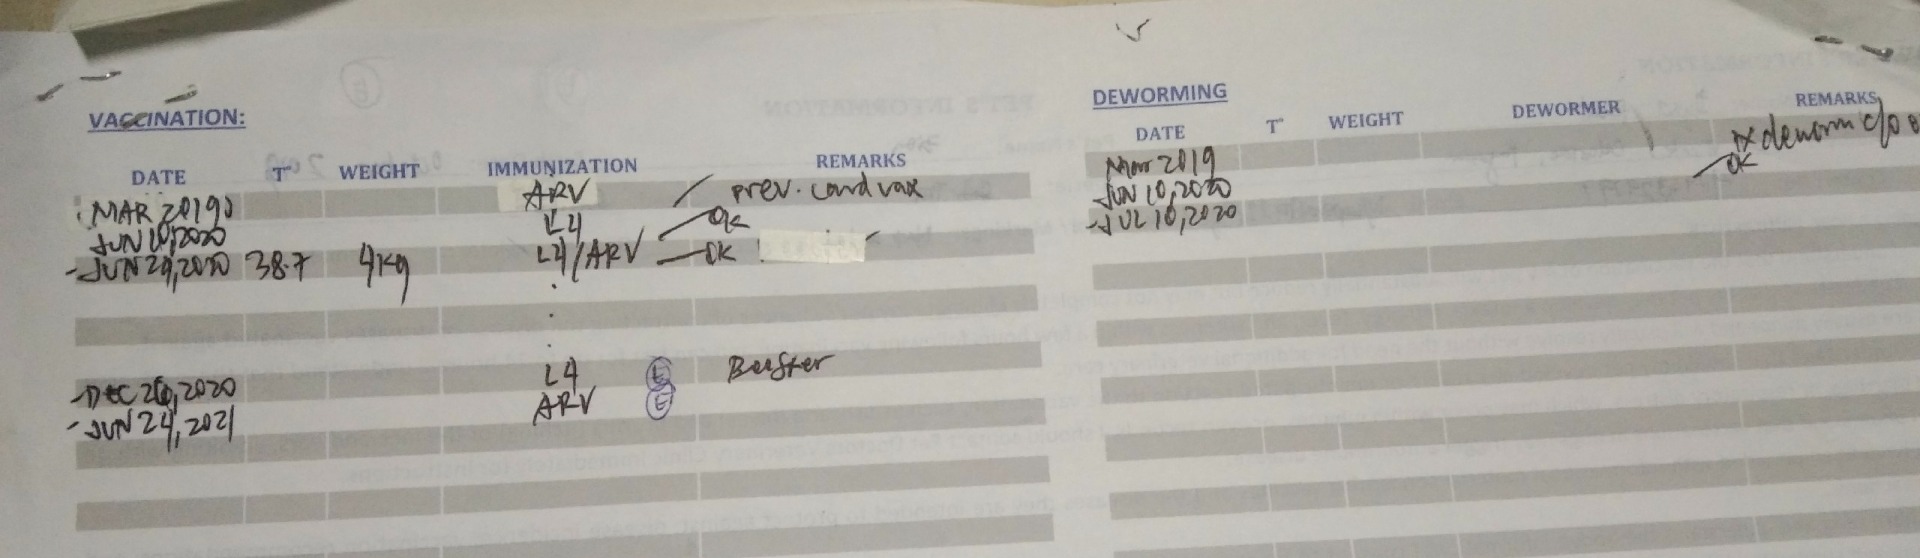 VACCINATION:
DATE T° WEIGHT IMMUNIZATION REMARKS
MAR 2019 ARV prev. card vax
JUN 10, 2020 L4 OK
- JUN 24, 2020 38.7 4kg L4/ARV OK
- DEC 26, 2020 L4 E Booster
- JUN 24, 2021 ARV E
DEWORMING
DATE T° WEIGHT DEWORMER REMARKS
Mar 2019 deworm c/o
JUN 10, 2020 OK
- JUL 10, 2020